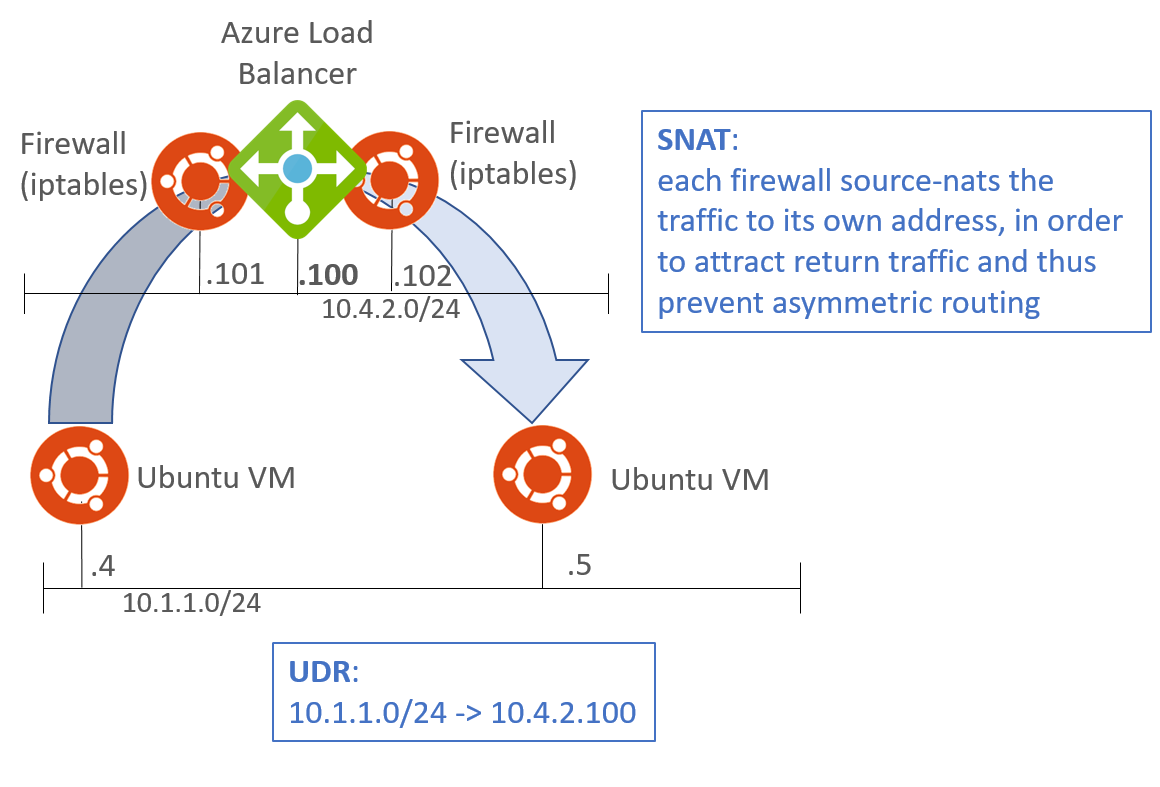 Azure Load
Balancer
Firewall
(iptables)
Firewall
(iptables)
SNAT:
each firewall source-nats the
traffic to its own address, in order
to attract return traffic and thus
prevent asymmetric routing
.101
.100
.102
10.4.2.0/24
Ubuntu VM
Ubuntu VM
.4
.5
10.1.1.0/24
UDR:
10.1.1.0/24 -> 10.4.2.100